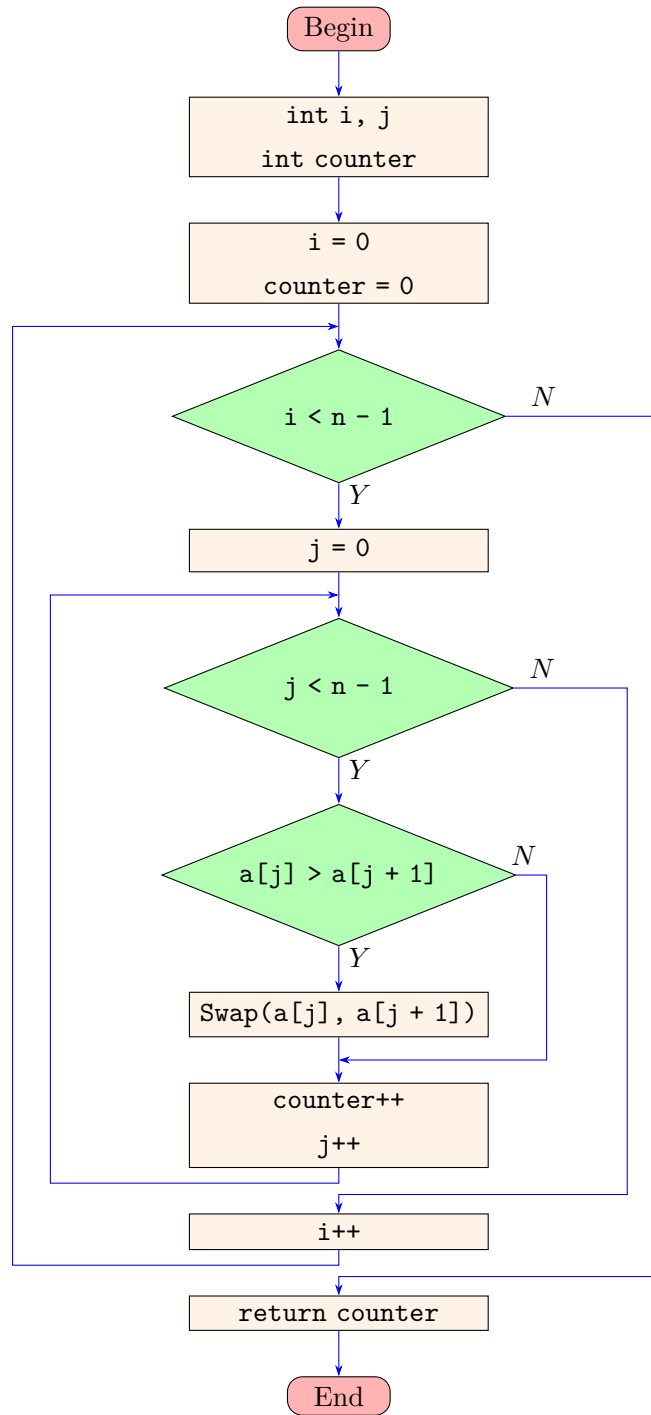 Begin
int i, j
int counter
i = 0
counter = 0
i < n - 1
N
Y
j = 0
j < n - 1
N
Y
a[j] > a[j + 1]
N
Y
Swap(a[j], a[j + 1])
counter++
j++
i++
return counter
End